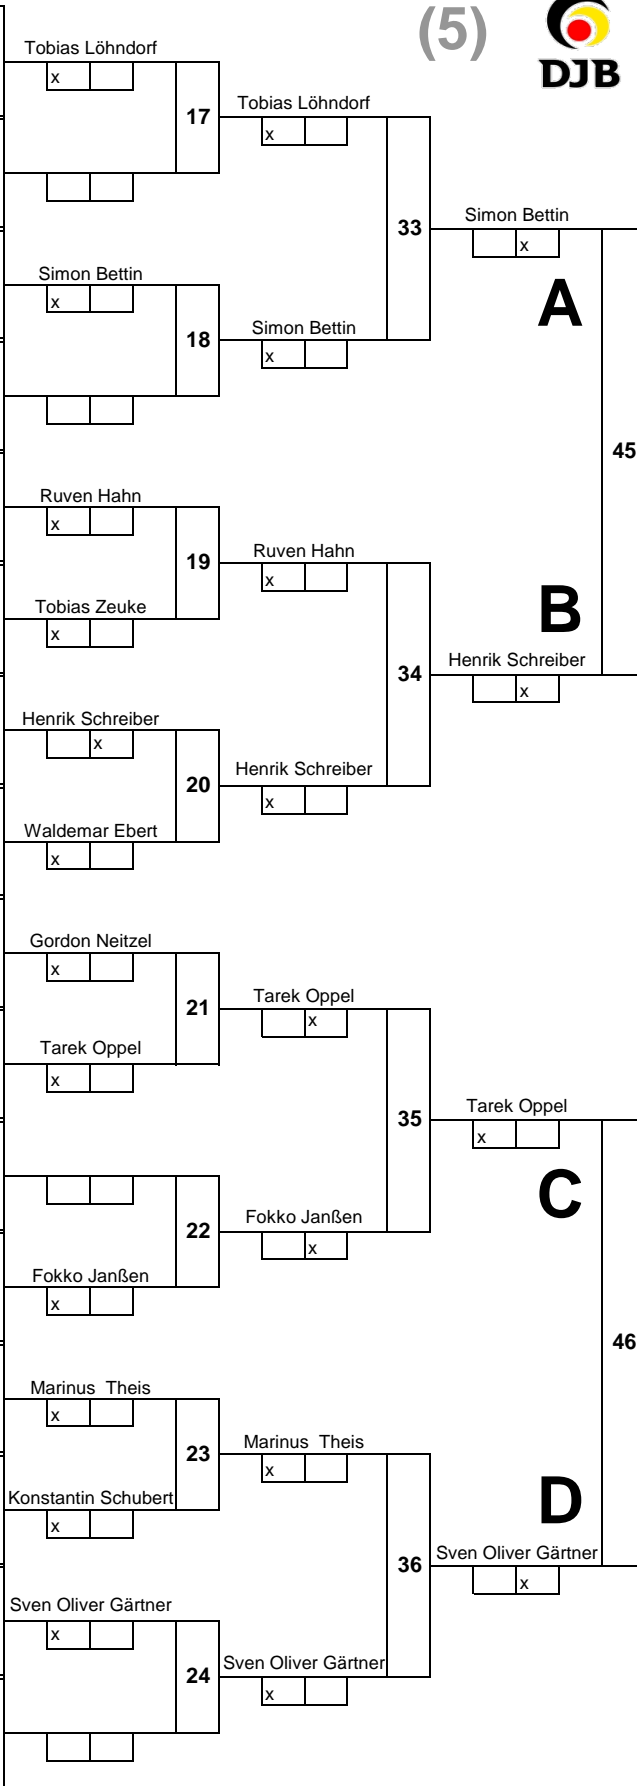 (5)
DJB
Tobias Löhndorf
x
17
Tobias Löhndorf
x
33
Simon Bettin
x
A
Simon Bettin
x
18
Simon Bettin
x
45
Ruven Hahn
x
19
Ruven Hahn
x
Tobias Zeuke
x
B
34
Henrik Schreiber
x
Henrik Schreiber
x
20
Henrik Schreiber
x
Waldemar Ebert
x
Gordon Neitzel
x
21
Tarek Oppel
x
Tarek Oppel
x
35
Tarek Oppel
x
C
22
Fokko Janßen
x
Fokko Janßen
x
46
Marinus  Theis
x
23
Marinus  Theis
x
Konstantin Schubert
x
D
36
Sven Oliver Gärtner
x
Sven Oliver Gärtner
x
24
Sven Oliver Gärtner
x